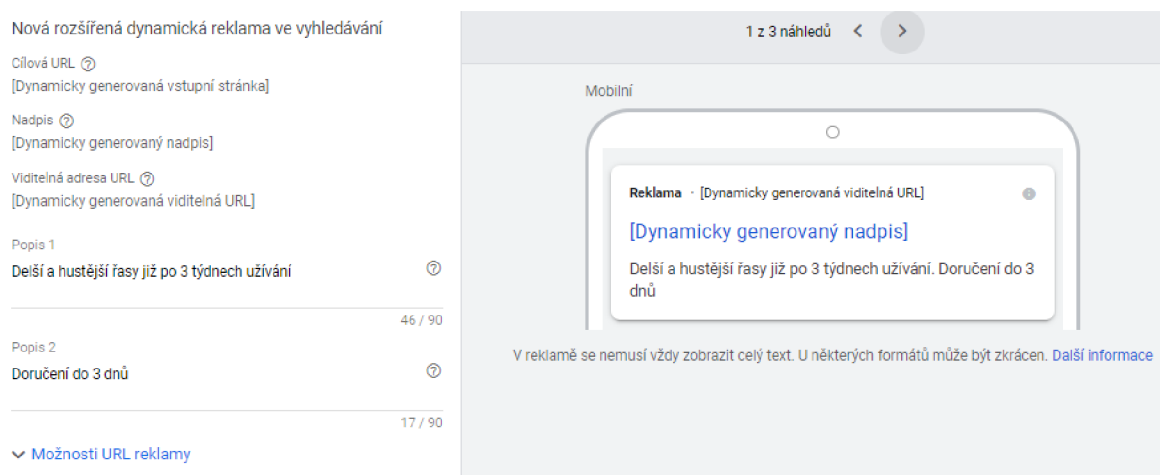 Nová rozšířená dynamická reklama ve vyhledávání
Cílová URL
[Dynamicky generovaná vstupní stránka]
Nadpis
[Dynamicky generovaný nadpis]
Viditelná adresa URL
[Dynamicky generovaná viditelná URL]
Popis 1
Delší a hustější řasy již po 3 týdnech užívání
46 / 90
Popis 2
Doručení do 3 dnů
17 / 90
Možnosti URL reklamy
1 z 3 náhledů
Mobilní
Reklama · [Dynamicky generovaná viditelná URL]
[Dynamicky generovaný nadpis]
Delší a hustější řasy již po 3 týdnech užívání. Doručení do 3
dnů
V reklamě se nemusí vždy zobrazit celý text. U některých formátů může být zkrácen. Další informace